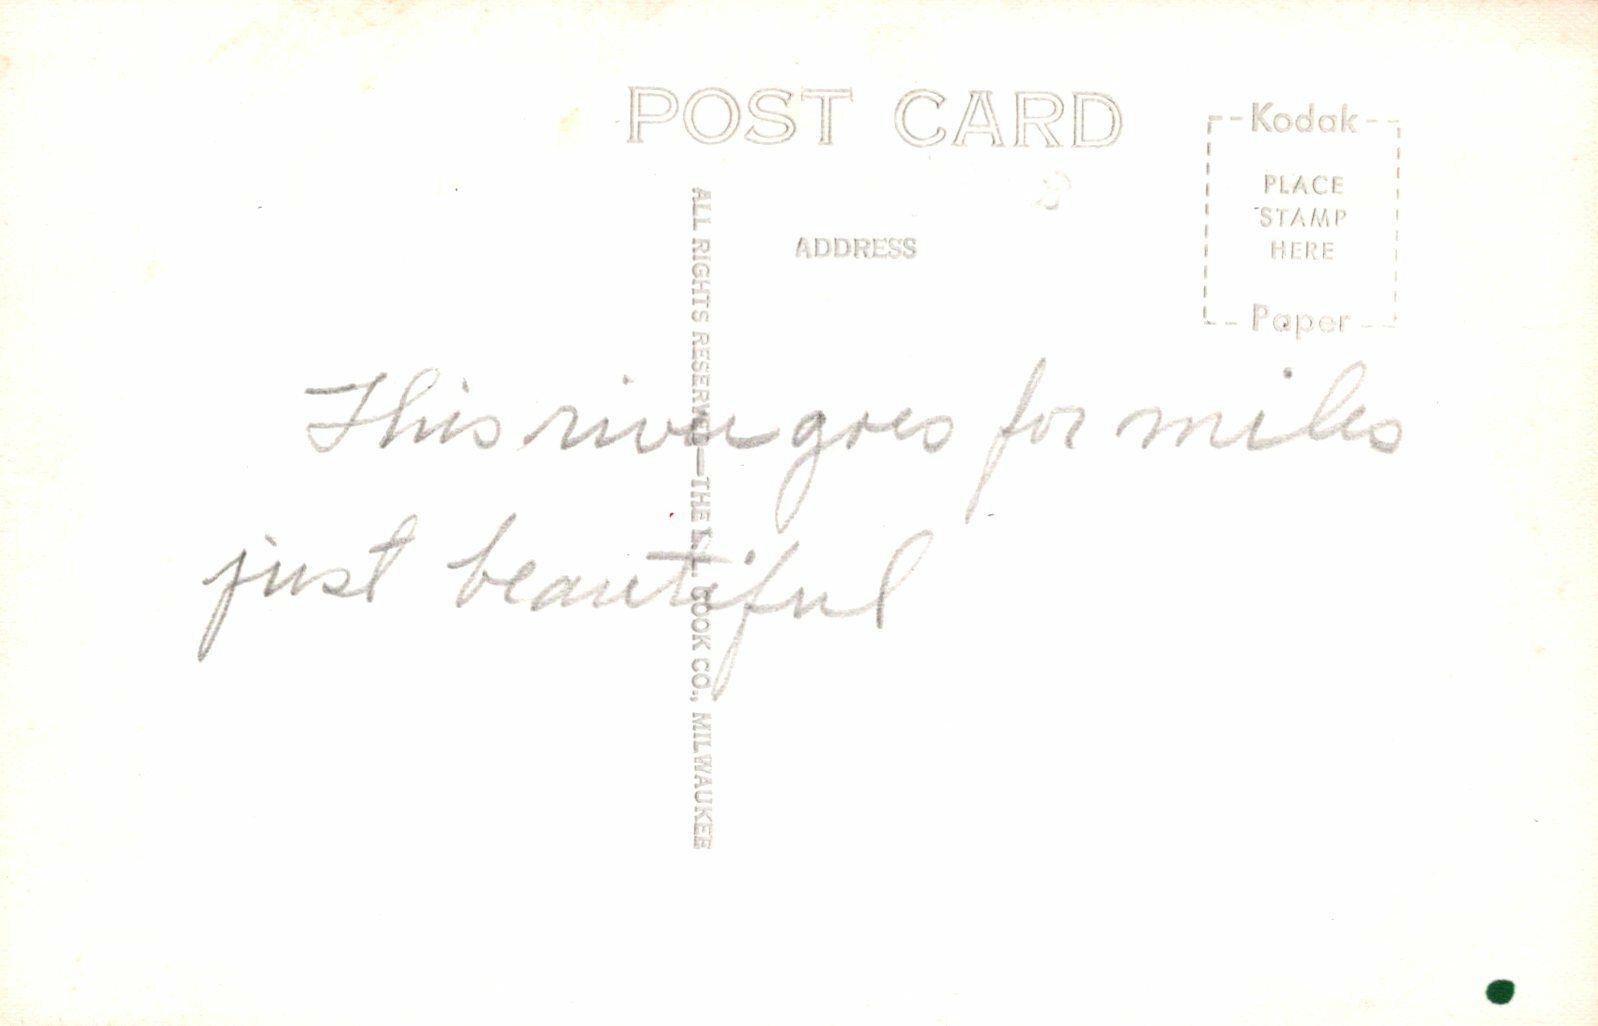 POST CARD
Kodak
PLACE
STAMP
HERE
Paper
ADDRESS
ALL RIGHTS RESERVED—THE L.L. COOK CO., MILWAUKEE
This river goes for miles
just beautiful